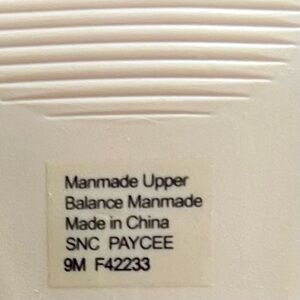 Manmade Upper
Balance Manmade
Made in China
SNC PAYCEE
9M F42233